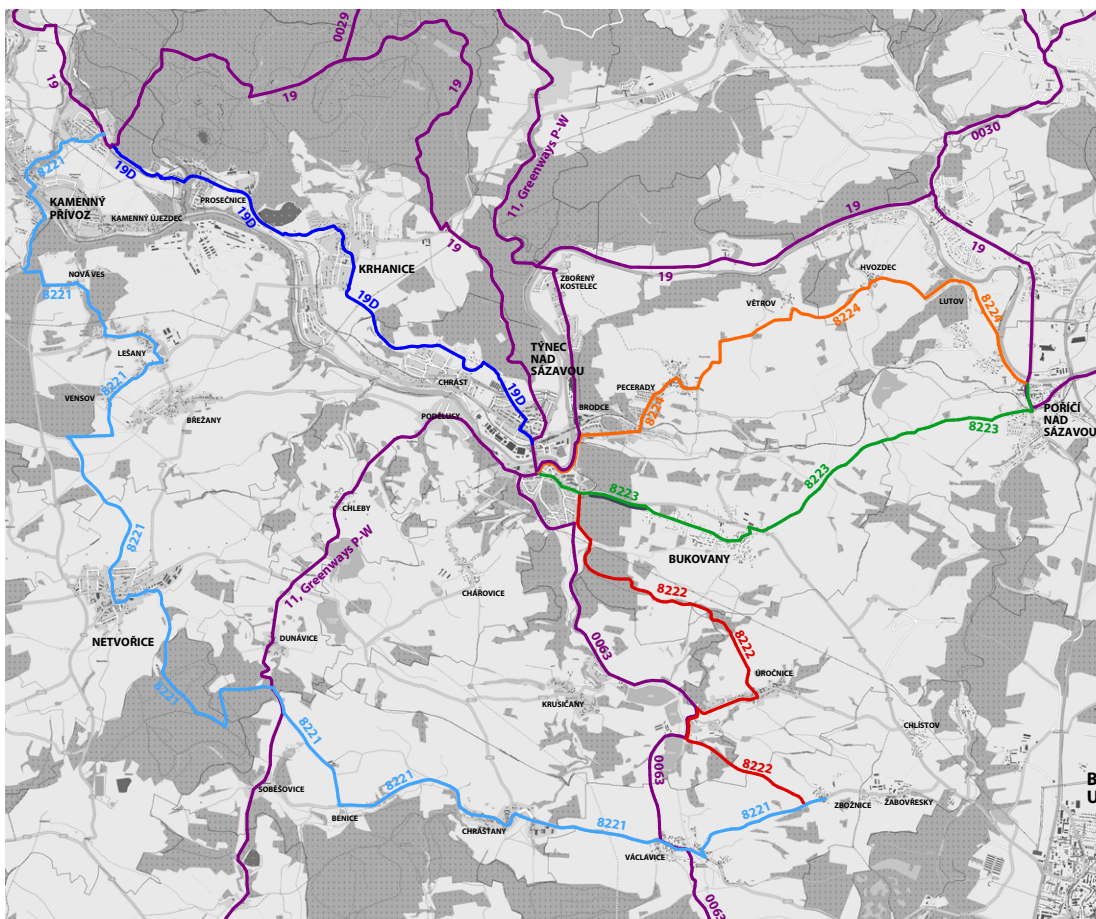 0029
19
19
19
0030
8221
19D
11, Greenways P-W
PROSEČNICE
KAMENNÝ
PŘÍVOZ
KAMENNÝ ÚJEZDEC
19D
19
19
KRHANICE
ZBOŘENÝ
KOSTELEC
19
HVOZDEC
NOVÁ VES
8221
19D
VĚTROV
8224
LUTOV
8224
TÝNEC
NAD
SÁZAVOU
LEŠANY
CHRÁST
8221
19D
PECERADY
VENSOV
BŘEŽANY
PODĚLUSY
BRODCE
8224
POŘÍČÍ
NAD
SÁZAVOU
8223
8223
8223
CHLEBY
8221
BUKOVANY
11, Greenways P-W
CHÁŘOVICE
8222
NETVOŘICE
DUNÁVICE
0063
8222
ÚROČNICE
8221
KRUSIČANY
CHLÍSTOV
8221
0063
8222
SOBĚŠOVICE
8221
ŽABOVŘESKY
ZBOŽNICE
B
U
BENICE
8221
CHRÁŠŤANY
8221
VÁCLAVICE
0063